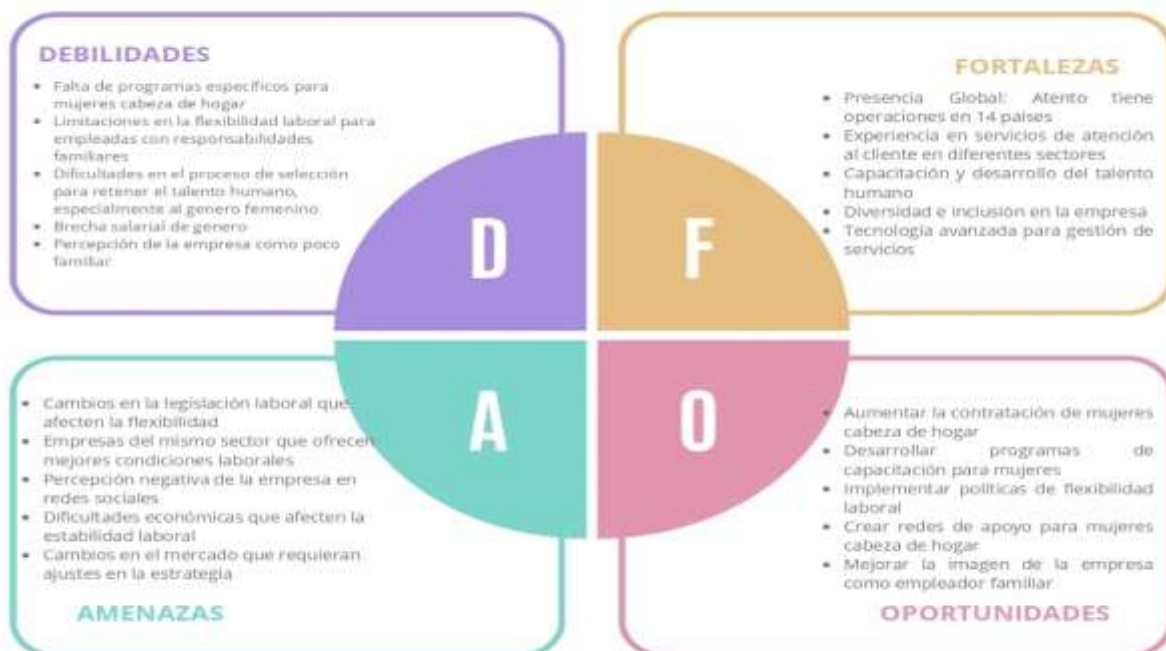 DEBILIDADES
• Falta de programas específicos para
mujeres cabeza de hogar
• Limitaciones en la flexibilidad laboral para
empleadas con responsabilidades
familiares
• Dificultades en el proceso de selección
para retener el talento humano,
especialmente al genero femenino
• Brecha salarial de genero
• Percepción de la empresa como poco
familiar
FORTALEZAS
• Presencia Global: Atento tiene
operaciones en 14 países
• Experiencia en servicios de atención
al cliente en diferentes sectores
• Capacitación y desarrollo del talento
humano
• Diversidad e inclusión en la empresa
• Tecnología avanzada para gestión de
servicios
D
F
A
O
• Cambios en la legislación laboral que
afecten la flexibilidad
• Empresas del mismo sector que ofrecen
mejores condiciones laborales
• Percepción negativa de la empresa en
redes sociales
• Dificultades económicas que afecten la
estabilidad laboral
• Cambios en el mercado que requieran
ajustes en la estrategia
AMENAZAS
• Aumentar la contratación de mujeres
cabeza de hogar
• Desarrollar programas de
capacitación para mujeres
• Implementar políticas de flexibilidad
laboral
• Crear redes de apoyo para mujeres
cabeza de hogar
• Mejorar la imagen de la empresa
como empleador familiar
OPORTUNIDADES